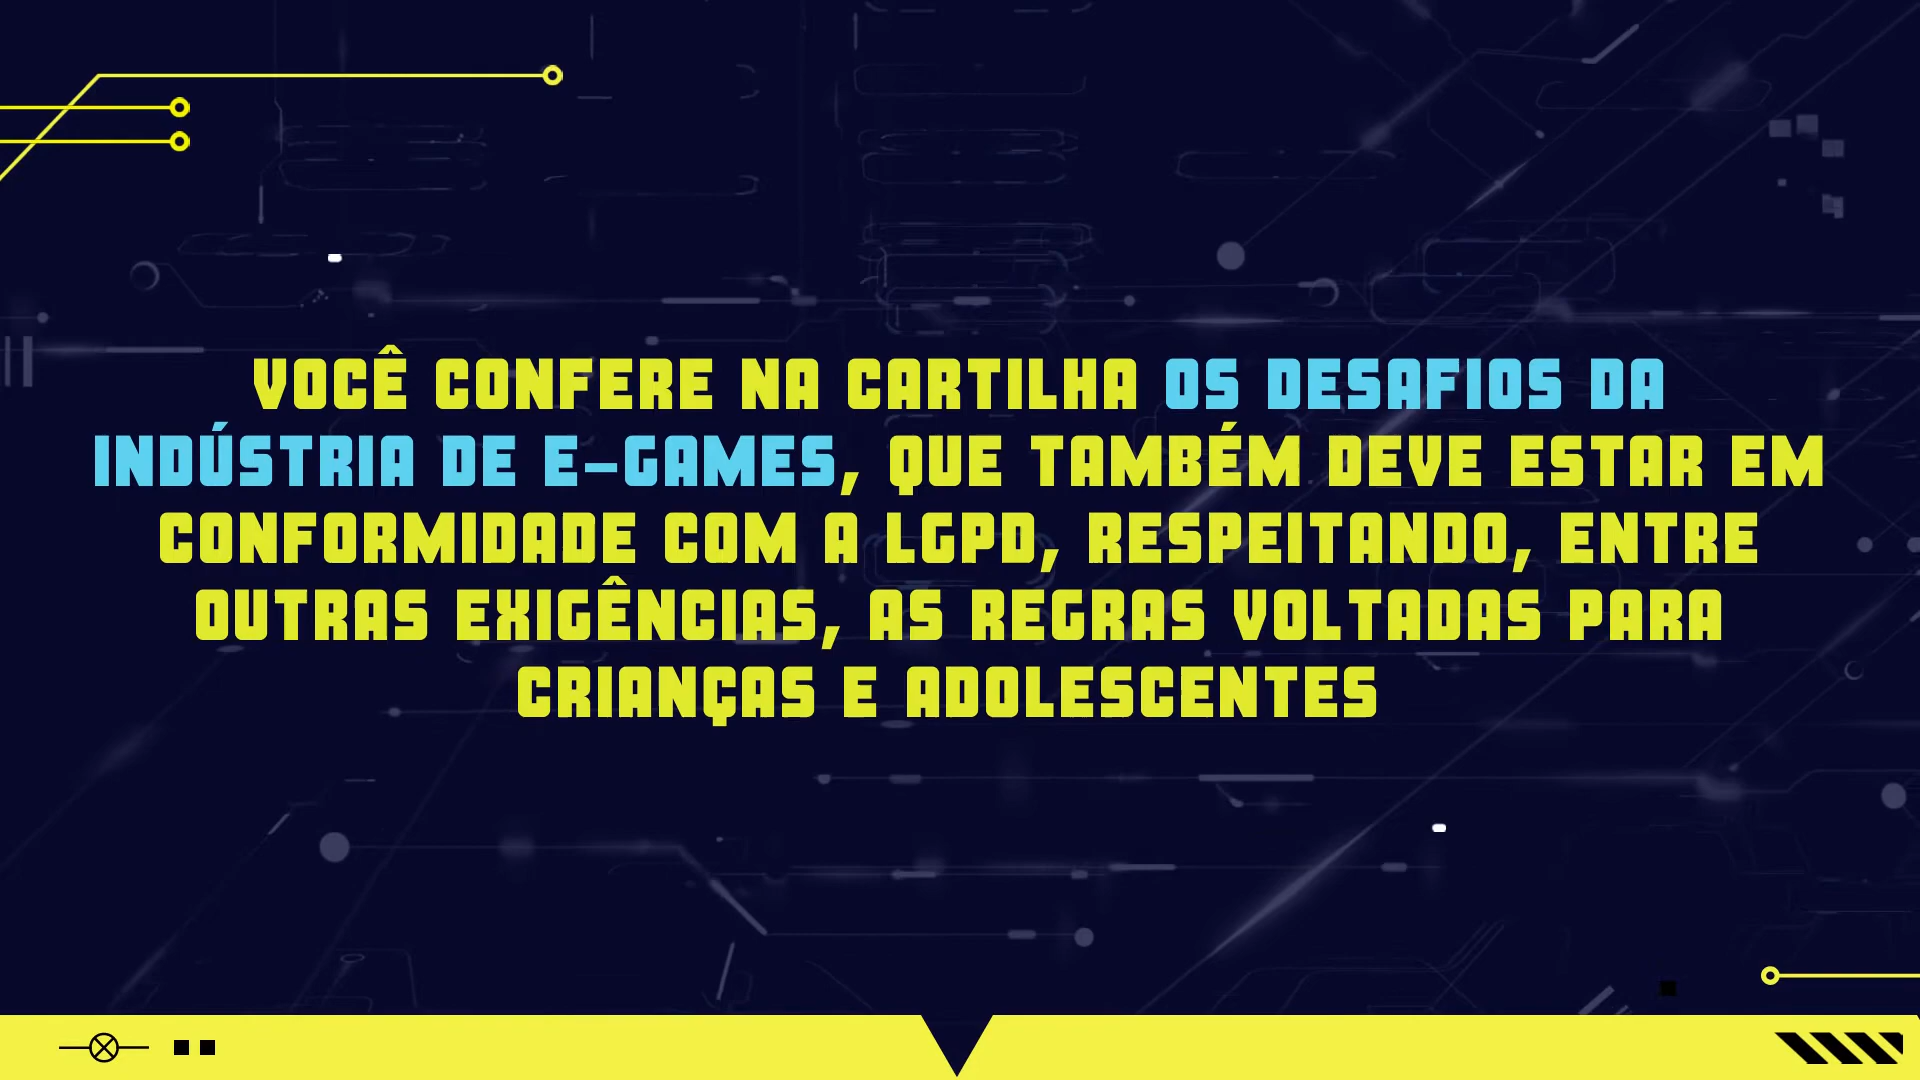 VOCÊ CONFERE NA CARTILHA OS DESAFIOS DA
INDÚSTRIA DE E-GAMES, QUE TAMBÉM DEVE ESTAR EM
CONFORMIDADE COM A LGPD, RESPEITANDO, ENTRE
OUTRAS EXIGÊNCIAS, AS REGRAS VOLTADAS PARA
CRIANÇAS E ADOLESCENTES